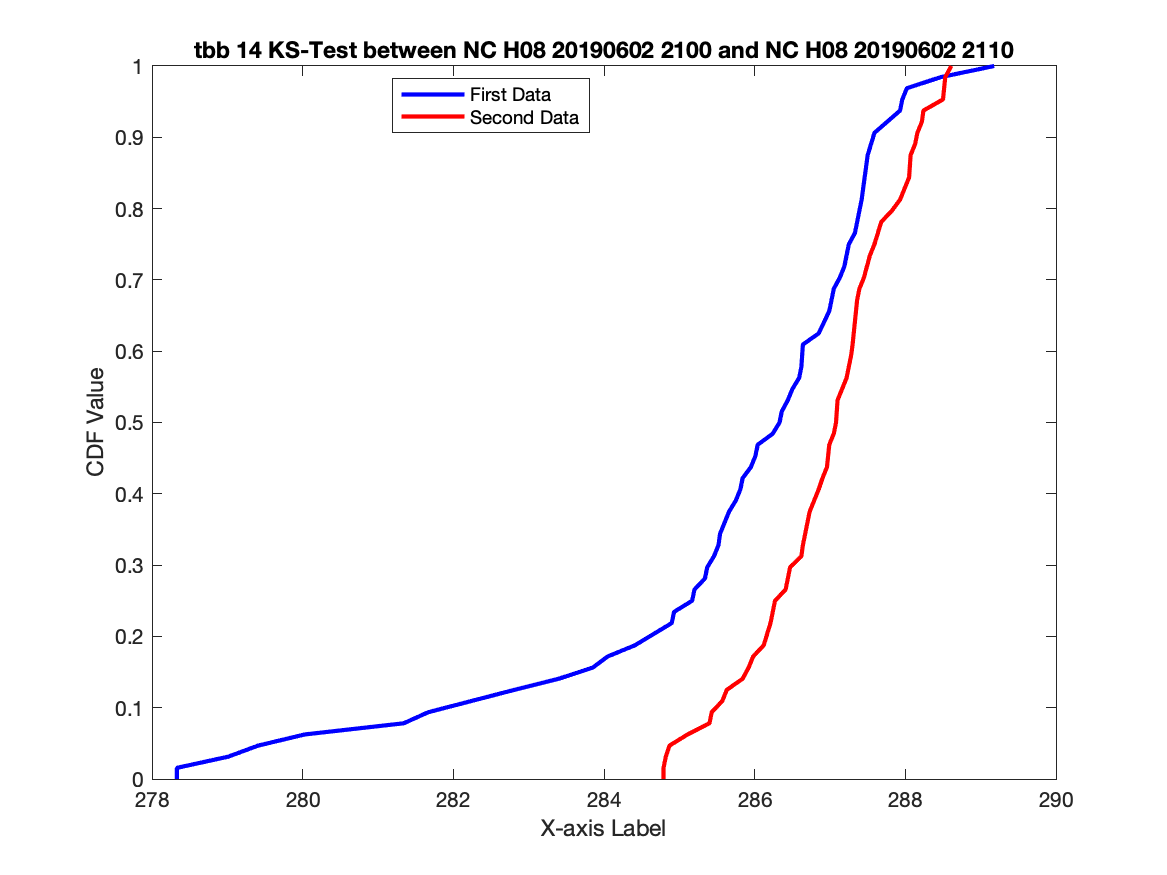 tbb 14 KS-Test between NC H08 20190602 2100 and NC H08 20190602 2110
First Data
Second Data
CDF Value
1
0.9
0.8
0.7
0.6
0.5
0.4
0.3
0.2
0.1
0
278 280 282 284 286 288 290
X-axis Label